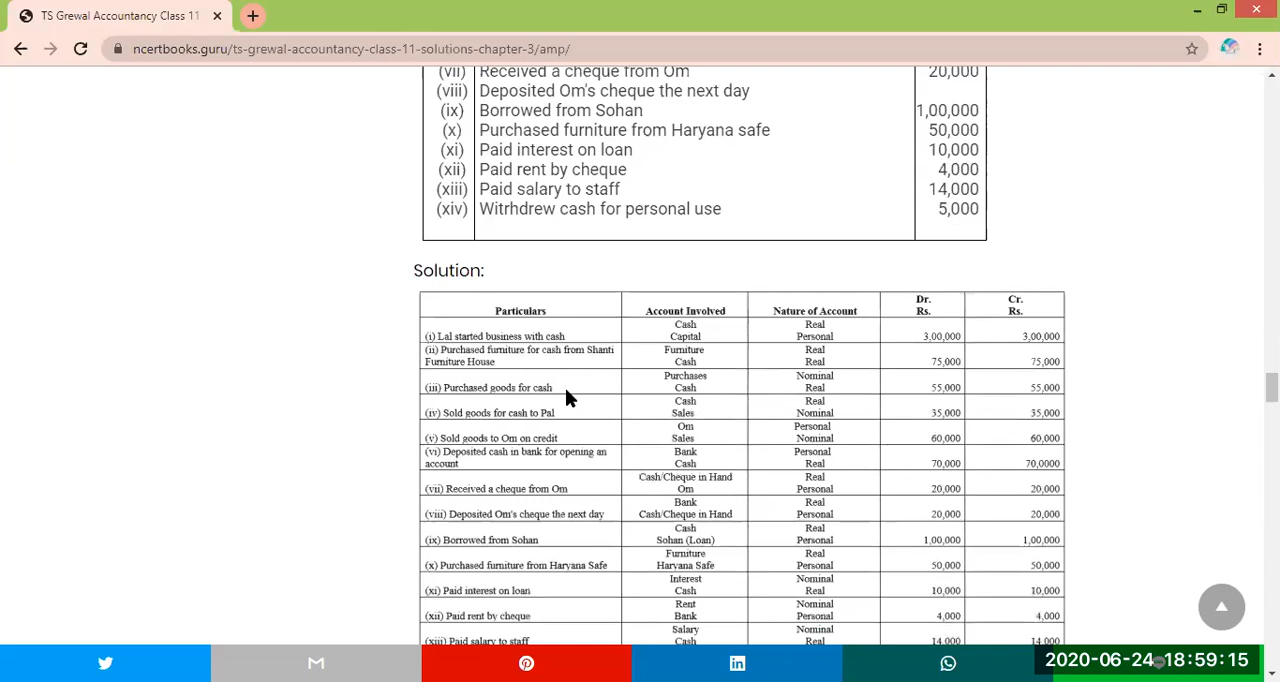 TS Grewal Accountancy Class 11
ncertbooks.guru/ts-grewal-accountancy-class-11-solutions-chapter-3/amp/
(vii) Received a cheque from Om 20,000
(viii) Deposited Om's cheque the next day
(ix) Borrowed from Sohan 1,00,000
(x) Purchased furniture from Haryana safe 50,000
(xi) Paid interest on loan 10,000
(xii) Paid rent by cheque 4,000
(xiii) Paid salary to staff 14,000
(xiv) Witrhdrew cash for personal use 5,000
Solution:
Particulars Account Involved Nature of Account Dr. Rs. Cr. Rs.
Cash Real
(i) Lal started business with cash Capital Personal 3,00,000 3,00,000
(ii) Purchased furniture for cash from Shanti Furniture Real
Furniture House Cash Real 75,000 75,000
Purchases Nominal
(iii) Purchased goods for cash Cash Real 55,000 55,000
Cash Real
(iv) Sold goods for cash to Pal Sales Nominal 35,000 35,000
Om Personal
(v) Sold goods to Om on credit Sales Nominal 60,000 60,000
(vi) Deposited cash in bank for opening an Bank Personal
account Cash Real 70,000 70,0000
Cash/Cheque in Hand Real
(vii) Received a cheque from Om Om Personal 20,000 20,000
Bank Real
(viii) Deposited Om's cheque the next day Cash/Cheque in Hand Personal 20,000 20,000
Cash Real
(ix) Borrowed from Sohan Sohan (Loan) Personal 1,00,000 1,00,000
Furniture Real
(x) Purchased furniture from Haryana Safe Haryana Safe Personal 50,000 50,000
Interest Nominal
(xi) Paid interest on loan Cash Real 10,000 10,000
Rent Nominal
(xii) Paid rent by cheque Bank Personal 4,000 4,000
Salary Nominal
(xiii) Paid salary to staff Cash Real 14,000 14,000
2020-06-24 18:59:15